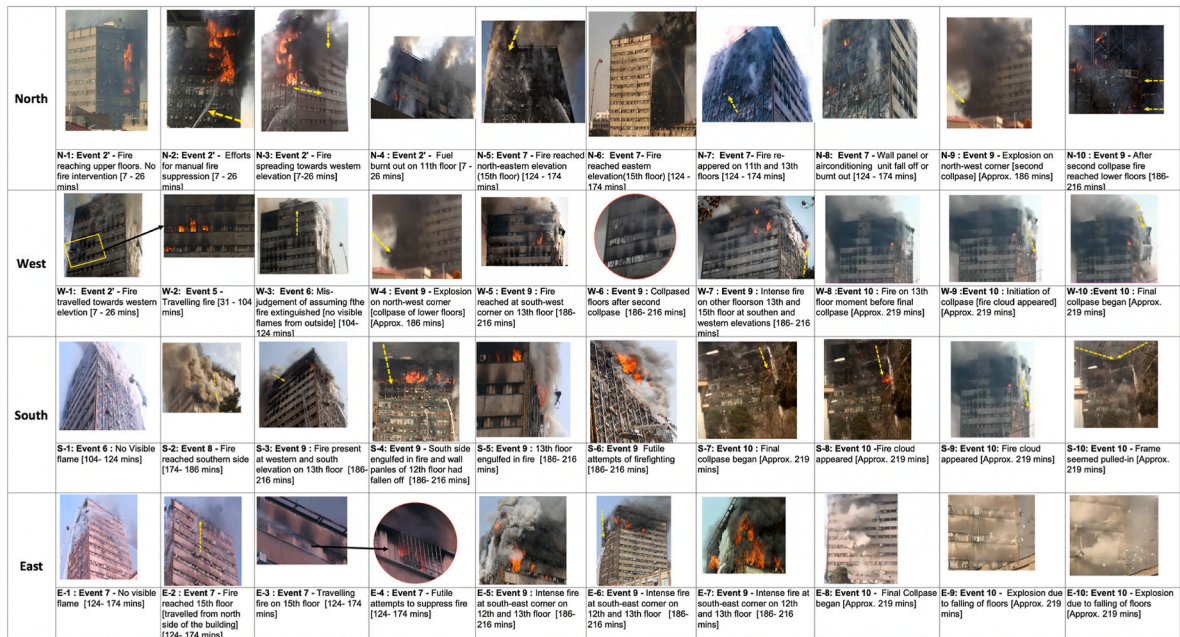 North
N-1: Event 2' - Fire
reaching upper floors. No
fire intervention [7 - 26
mins]
N-2: Event 2' - Efforts
for manual fire
suppression [7 - 26
mins]
N-3: Event 2' - Fire
spreading towards western
elevation [7-26 mins]
N-4: Event 2' - Fuel
burnt out on 11th floor [7 -
26 mins]
N-5: Event 7 - Fire reached
north-eastern elevation
(15th floor) [124 - 174
mins]
N-6: Event 7- Fire
reached eastern
elevation(15th floor) [124 -
174 mins]
N-7: Event 7- Fire re-
appered on 11th and 13th
floors [124 - 174 mins]
N-8: Event 7 - Wall panel or
airconditioning unit fall off or
burnt out [124 - 174 mins]
N-9 : Event 9 - Explosion on
north-west corner [second
collpase] [Approx. 186 mins]
N-10: Event 9 - After
second collpase fire
reached lower floors [186-
216 mins]
West
W-1: Event 2' - Fire
travelled towards western
elevtion [7 - 26 mins]
W-2: Event 5 -
Travelling fire [31 - 104
mins]
W-3: Event 6: Mis-
judgement of assuming fthe
fire extinguished [no visible
flames from outside] [104-
124 mins]
W-4: Event 9 - Explosion
on north-west corner
[collpase of lower floors]
[Approx. 186 mins]
W-5 : Event 9 : Fire
reached at south-west
corner on 13th floor [186-
216 mins]
W-6 : Event 9 : Collpased
floors after second
collpase [186- 216 mins]
W-7 : Event 9 : Intense fire
on other floorson 13th and
15th floor at southen and
western elevations [186- 216
mins]
W-8 :Event 10 : Fire on 13th
floor moment before final
collpase [Approx. 219 mins]
W-9 :Event 10 : Initiation of
collpase [fire cloud appeared]
[Approx. 219 mins]
W-10 :Event 10 : Final
collpase began [Approx.
219 mins]
South
S-1: Event 6 : No Visible
flame [104- 124 mins]
S-2: Event 8 - Fire
reached southern side
[174- 186 mins]
S-3: Event 9 : Fire present
at western and south
elevation on 13th floor [186-
216 mins]
S-4: Event 9 - South side
engulfed in fire and wall
panles of 12th floor had
fallen off [186- 216 mins]
S-5: Event 9 : 13th floor
engulfed in fire [186- 216
mins]
S-6: Event 9 Futile
attempts of firefighting
[186- 216 mins]
S-7: Event 10 : Final
collpase began [Approx. 219
mins]
S-8: Event 10 -Fire cloud
appeared [Approx. 219 mins]
S-9: Event 10: Fire cloud
appeared [Approx. 219 mins]
S-10: Event 10 - Frame
seemed pulled-in [Approx.
219 mins]
East
E-1: Event 7 - No visible
flame [124- 174 mins]
E-2: Event 7 - Fire
reached 15th floor
[travelled from north
side of the building]
[124- 174 mins]
E-3: Event 7 - Travelling
fire on 15th floor [124- 174
mins]
E-4: Event 7 - Futile
attempts to suppress fire
[124- 174 mins]
E-5: Event 9 : Intense fire
at south-east corner on
12th and 13th floor [186-
216 mins]
E-6: Event 9 - Intense fire
at south-east corner on
12th and 13th floor [186-
216 mins]
E-7: Event 9 - Intense fire at
south-east corner on 12th
and 13th floor [186- 216
mins]
E-8: Event 10 - Final Collpase
began [Approx. 219 mins]
E-9: Event 10 - Explosion due
to falling of floors [Approx. 219
mins]
E-10: Event 10 - Explosion
due to falling of floors
[Approx. 219 mins]